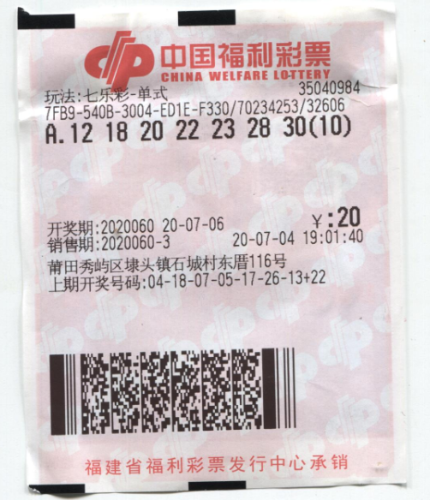 中国福利彩票
CHINA WELFARE LOTTERY
玩法:七乐彩-单式 35040984
7FB9-540B-3004-ED1E-F330/70234253/32606
A.12 18 20 22 23 28 30(10)
开奖期:2020060 20-07-06 ¥:20
销售期:2020060-3 20-07-04 19:01:40
莆田秀屿区埭头镇石城村东厝116号
上期开奖号码:04-18-07-05-17-26-13+22
福建省福利彩票发行中心承销